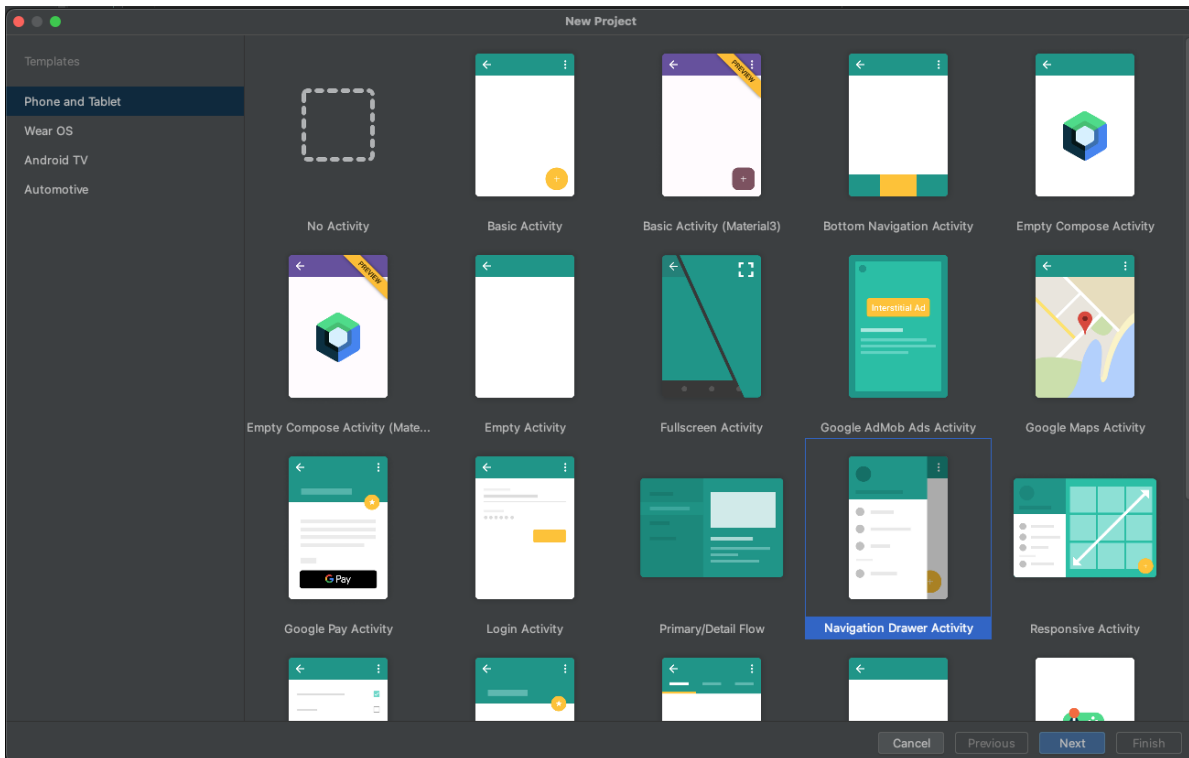 New Project
Templates
Phone and Tablet
Wear OS
Android TV
Automotive
PREVIEW
No Activity
Basic Activity
Basic Activity (Material3)
Bottom Navigation Activity
Empty Compose Activity
PREVIEW
Interstitial Ad
Empty Compose Activity (Mate...
Empty Activity
Fullscreen Activity
Google AdMob Ads Activity
Google Maps Activity
G Pay
Google Pay Activity
Login Activity
Primary/Detail Flow
Navigation Drawer Activity
Responsive Activity
Cancel
Previous
Next
Finish